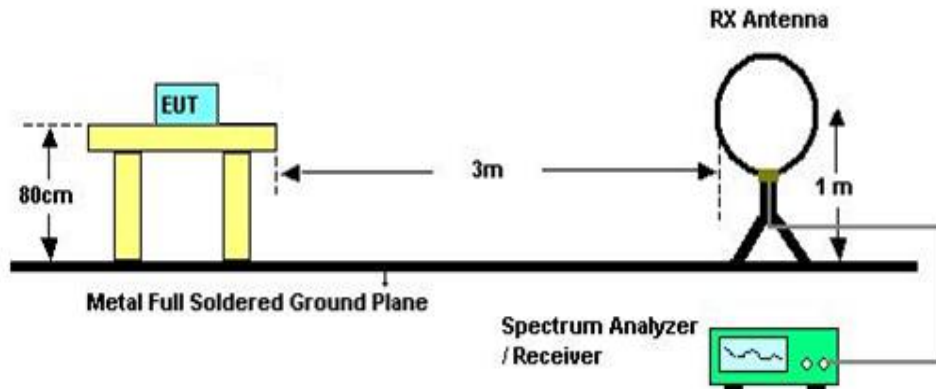 RX Antenna
EUT
3m
80cm
1 m
Metal Full Soldered Ground Plane
Spectrum Analyzer
/ Receiver